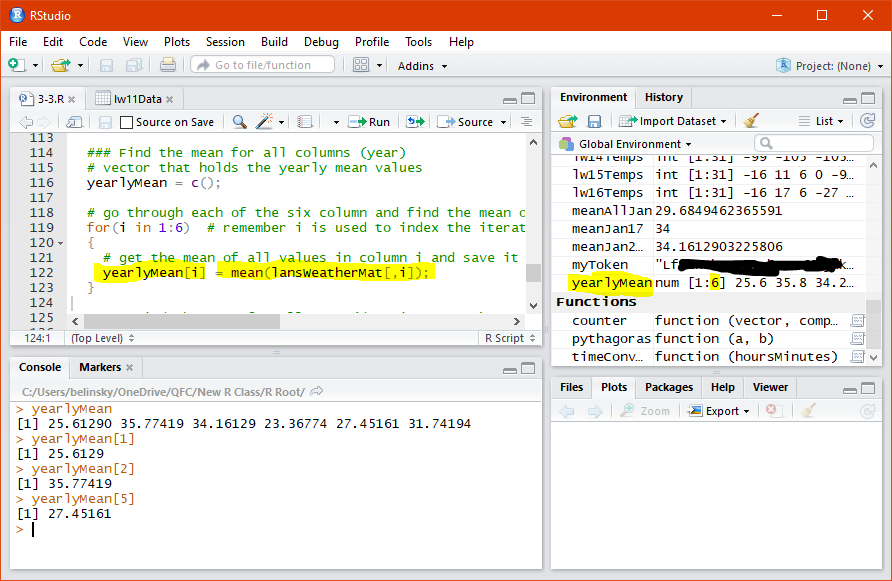 RStudio
File Edit Code View Plots Session Build Debug Profile Tools Help
Go to file/function Addins Project: (None)
3-3.R lw11Data
Source on Save Run Source
113
114 ### Find the mean for all columns (year)
115 # vector that holds the yearly mean values
116 yearlyMean = c();
117
118 # go through each of the six column and find the mean o
119 for(i in 1:6) # remember i is used to index the iterat
120 {
121 # get the mean of all values in column i and save it
122 yearlyMean[i] = mean(lansWeatherMat[,i]);
123 }
124
125
124:1 (Top Level) R Script
Console Markers
C:/Users/belinsky/OneDrive/QFC/New R Class/R Root/
> yearlyMean
[1] 25.61290 35.77419 34.16129 23.36774 27.45161 31.74194
> yearlyMean[1]
[1] 25.6129
> yearlyMean[2]
[1] 35.77419
> yearlyMean[5]
[1] 27.45161
>
Environment History
Import Dataset List
Global Environment
lw14Temps int [1:31] -99 -105 -105...
lw15Temps int [1:31] -16 11 6 0 -9...
lw16Temps int [1:31] -16 17 6 -27 ...
meanAllJan 29.6849462365591
meanJan17 34
meanJan2... 34.1612903225806
myToken "Lf k...
yearlyMean num [1:6] 25.6 35.8 34.2...
Functions
counter function (vector, comp...
pythagoras function (a, b)
timeConv... function (hoursMinutes)
Files Plots Packages Help Viewer
Zoom Export